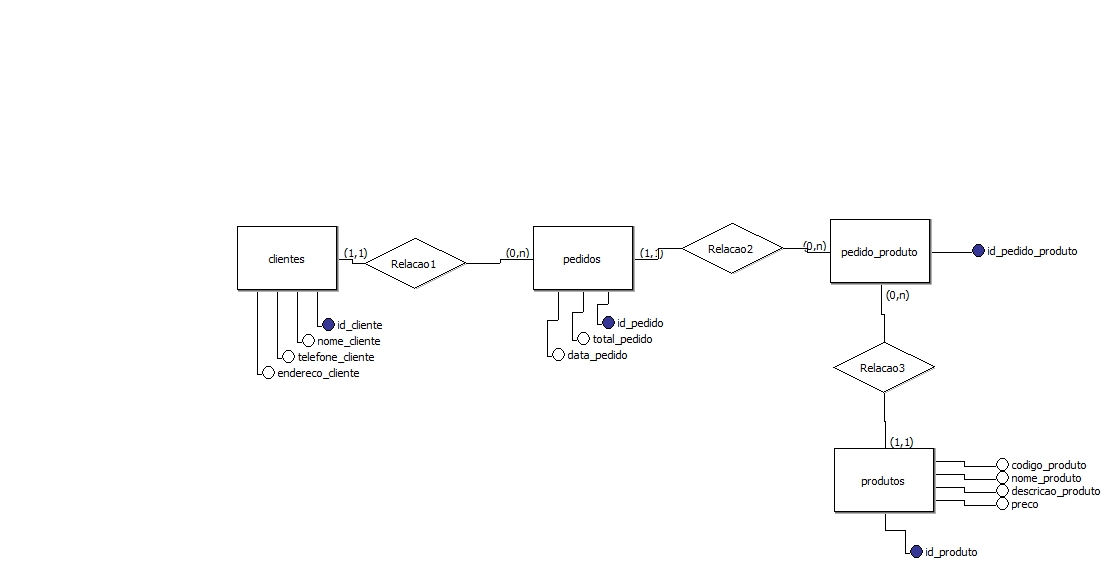 clientes
(1,1)
Relacao1
(0,n)
pedidos
(1,1)
Relacao2
(0,n)
pedido_produto
id_pedido_produto
id_cliente
nome_cliente
telefone_cliente
endereco_cliente
id_pedido
total_pedido
data_pedido
(0,n)
Relacao3
(1,1)
produtos
codigo_produto
nome_produto
descricao_produto
preco
id_produto